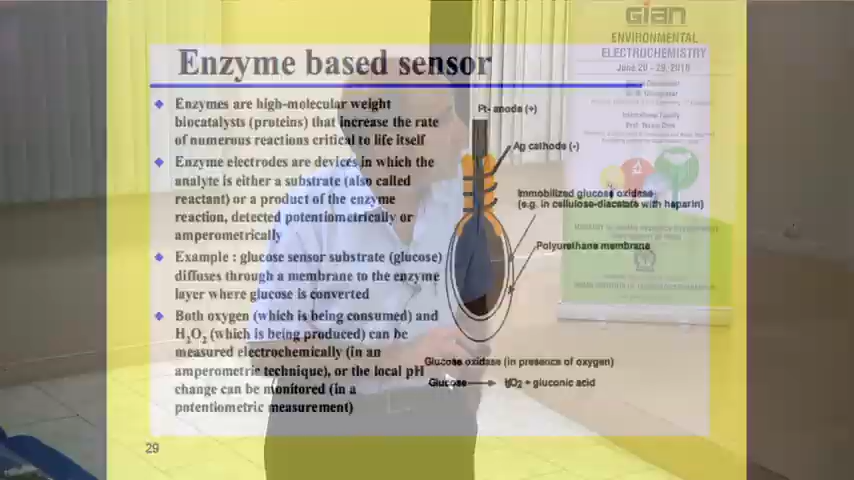 Enzyme based sensor
Enzymes are high-molecular weight
biocatalysts (proteins) that increase the rate
of numerous reactions critical to life itself
Enzyme electrodes are devices in which the
analyte is either a substrate (also called
reactant) or a product of the enzyme
reaction, detected potentiometrically or
amperometrically
Example : glucose sensor substrate (glucose)
diffuses through a membrane to the enzyme
layer where glucose is converted
Both oxygen (which is being consumed) and
H2O2 (which is being produced) can be
measured electrochemically (in an
amperometric technique), or the local pH
change can be monitored (in a
potentiometric measurement)
Pt- anode (+)
Ag cathode (-)
Immobilized glucose oxidase
(e.g. in cellulose-diacetate with heparin)
Polyurethane membrane
Glucose oxidase (in presence of oxygen)
Glucose → H2O2 + gluconic acid
29
gian
ENVIRONMENTAL
ELECTROCHEMISTRY